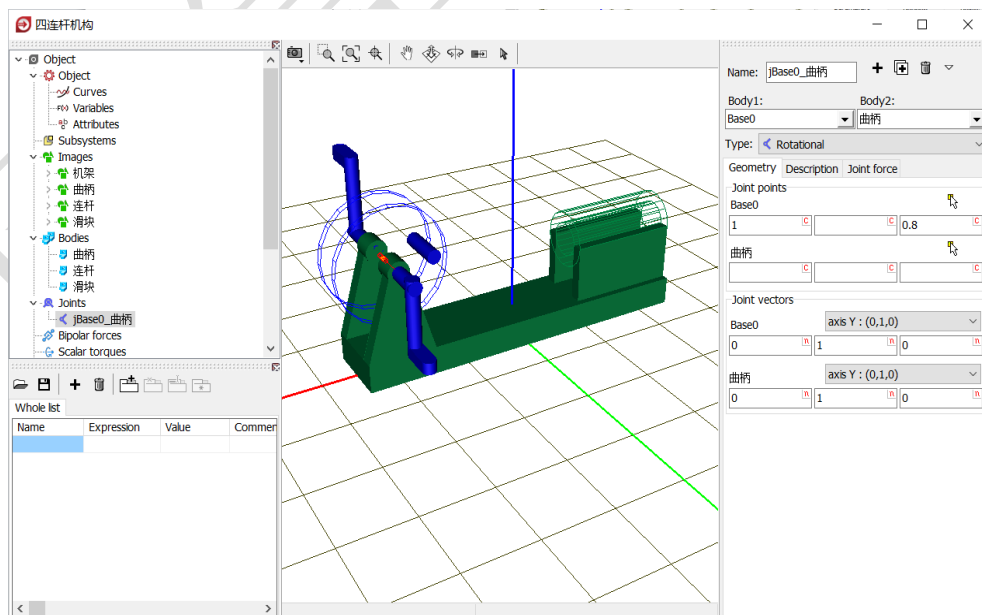 四连杆机构
Object
Object
Curves
F(x) Variables
Attributes
Subsystems
Images
机架
曲柄
连杆
滑块
Bodies
曲柄
连杆
滑块
Joints
jBase0_曲柄
Bipolar forces
Scalar torques
Whole list
Name Expression Value Commen
Name: jBase0_曲柄
Body1: Body2:
Base0 曲柄
Type: Rotational
Geometry Description Joint force
Joint points
Base0
1 C C 0.8 C
曲柄
C C C
Joint vectors
Base0 axis Y : (0,1,0)
0 n 1 n 0 n
曲柄 axis Y : (0,1,0)
0 n 1 n 0 n